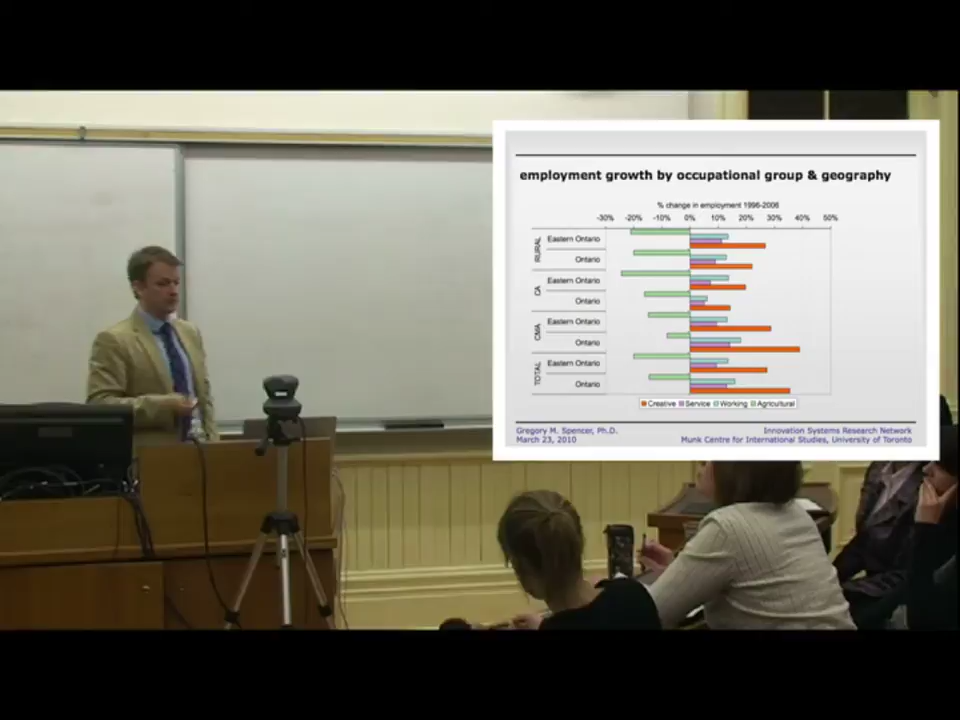 employment growth by occupational group & geography
% change in employment 1996-2006
-30% -20% -10% 0% 10% 20% 30% 40% 50%
RURAL
Eastern Ontario
Ontario
CA
Eastern Ontario
Ontario
CMA
Eastern Ontario
Ontario
TOTAL
Eastern Ontario
Ontario
Creative Service Working Agricultural
Gregory M. Spencer, Ph.D. Innovation Systems Research Network
March 23, 2010 Munk Centre for International Studies, University of Toronto